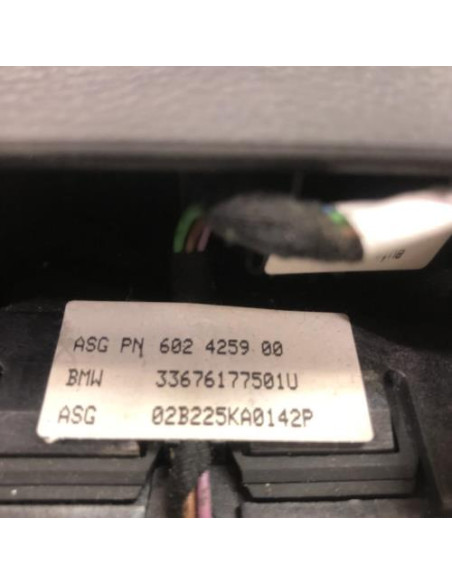 ASG PN 602 4259 00
BMW 33676177501U
ASG 02B225KA0142P